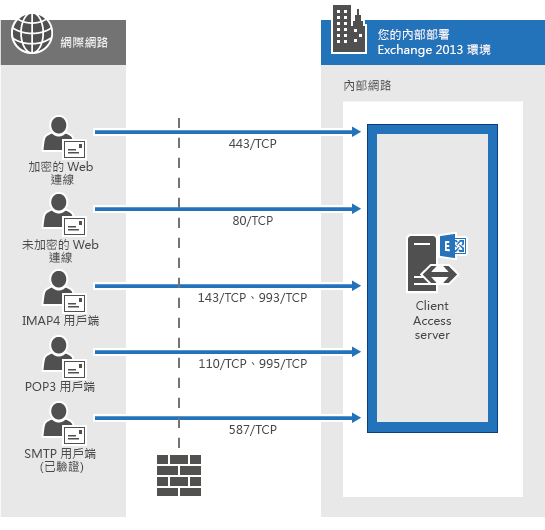 網際網路
您的內部部署
Exchange 2013 環境
內部網路
加密的 Web
連線
443/TCP
未加密的 Web
連線
80/TCP
IMAP4 用戶端
143/TCP、993/TCP
POP3 用戶端
110/TCP、995/TCP
SMTP 用戶端
(已驗證)
587/TCP
E
Client
Access
server